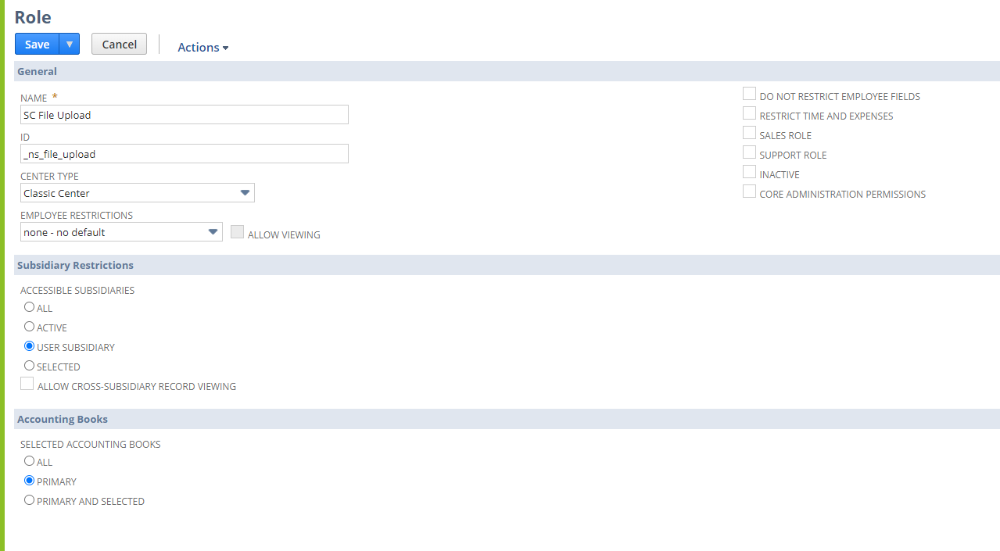 Role
Save
Cancel
Actions
General
NAME *
SC File Upload
ID
_ns_file_upload
CENTER TYPE
Classic Center
EMPLOYEE RESTRICTIONS
none - no default
ALLOW VIEWING
DO NOT RESTRICT EMPLOYEE FIELDS
RESTRICT TIME AND EXPENSES
SALES ROLE
SUPPORT ROLE
INACTIVE
CORE ADMINISTRATION PERMISSIONS
Subsidiary Restrictions
ACCESSIBLE SUBSIDIARIES
ALL
ACTIVE
USER SUBSIDIARY
SELECTED
ALLOW CROSS-SUBSIDIARY RECORD VIEWING
Accounting Books
SELECTED ACCOUNTING BOOKS
ALL
PRIMARY
PRIMARY AND SELECTED